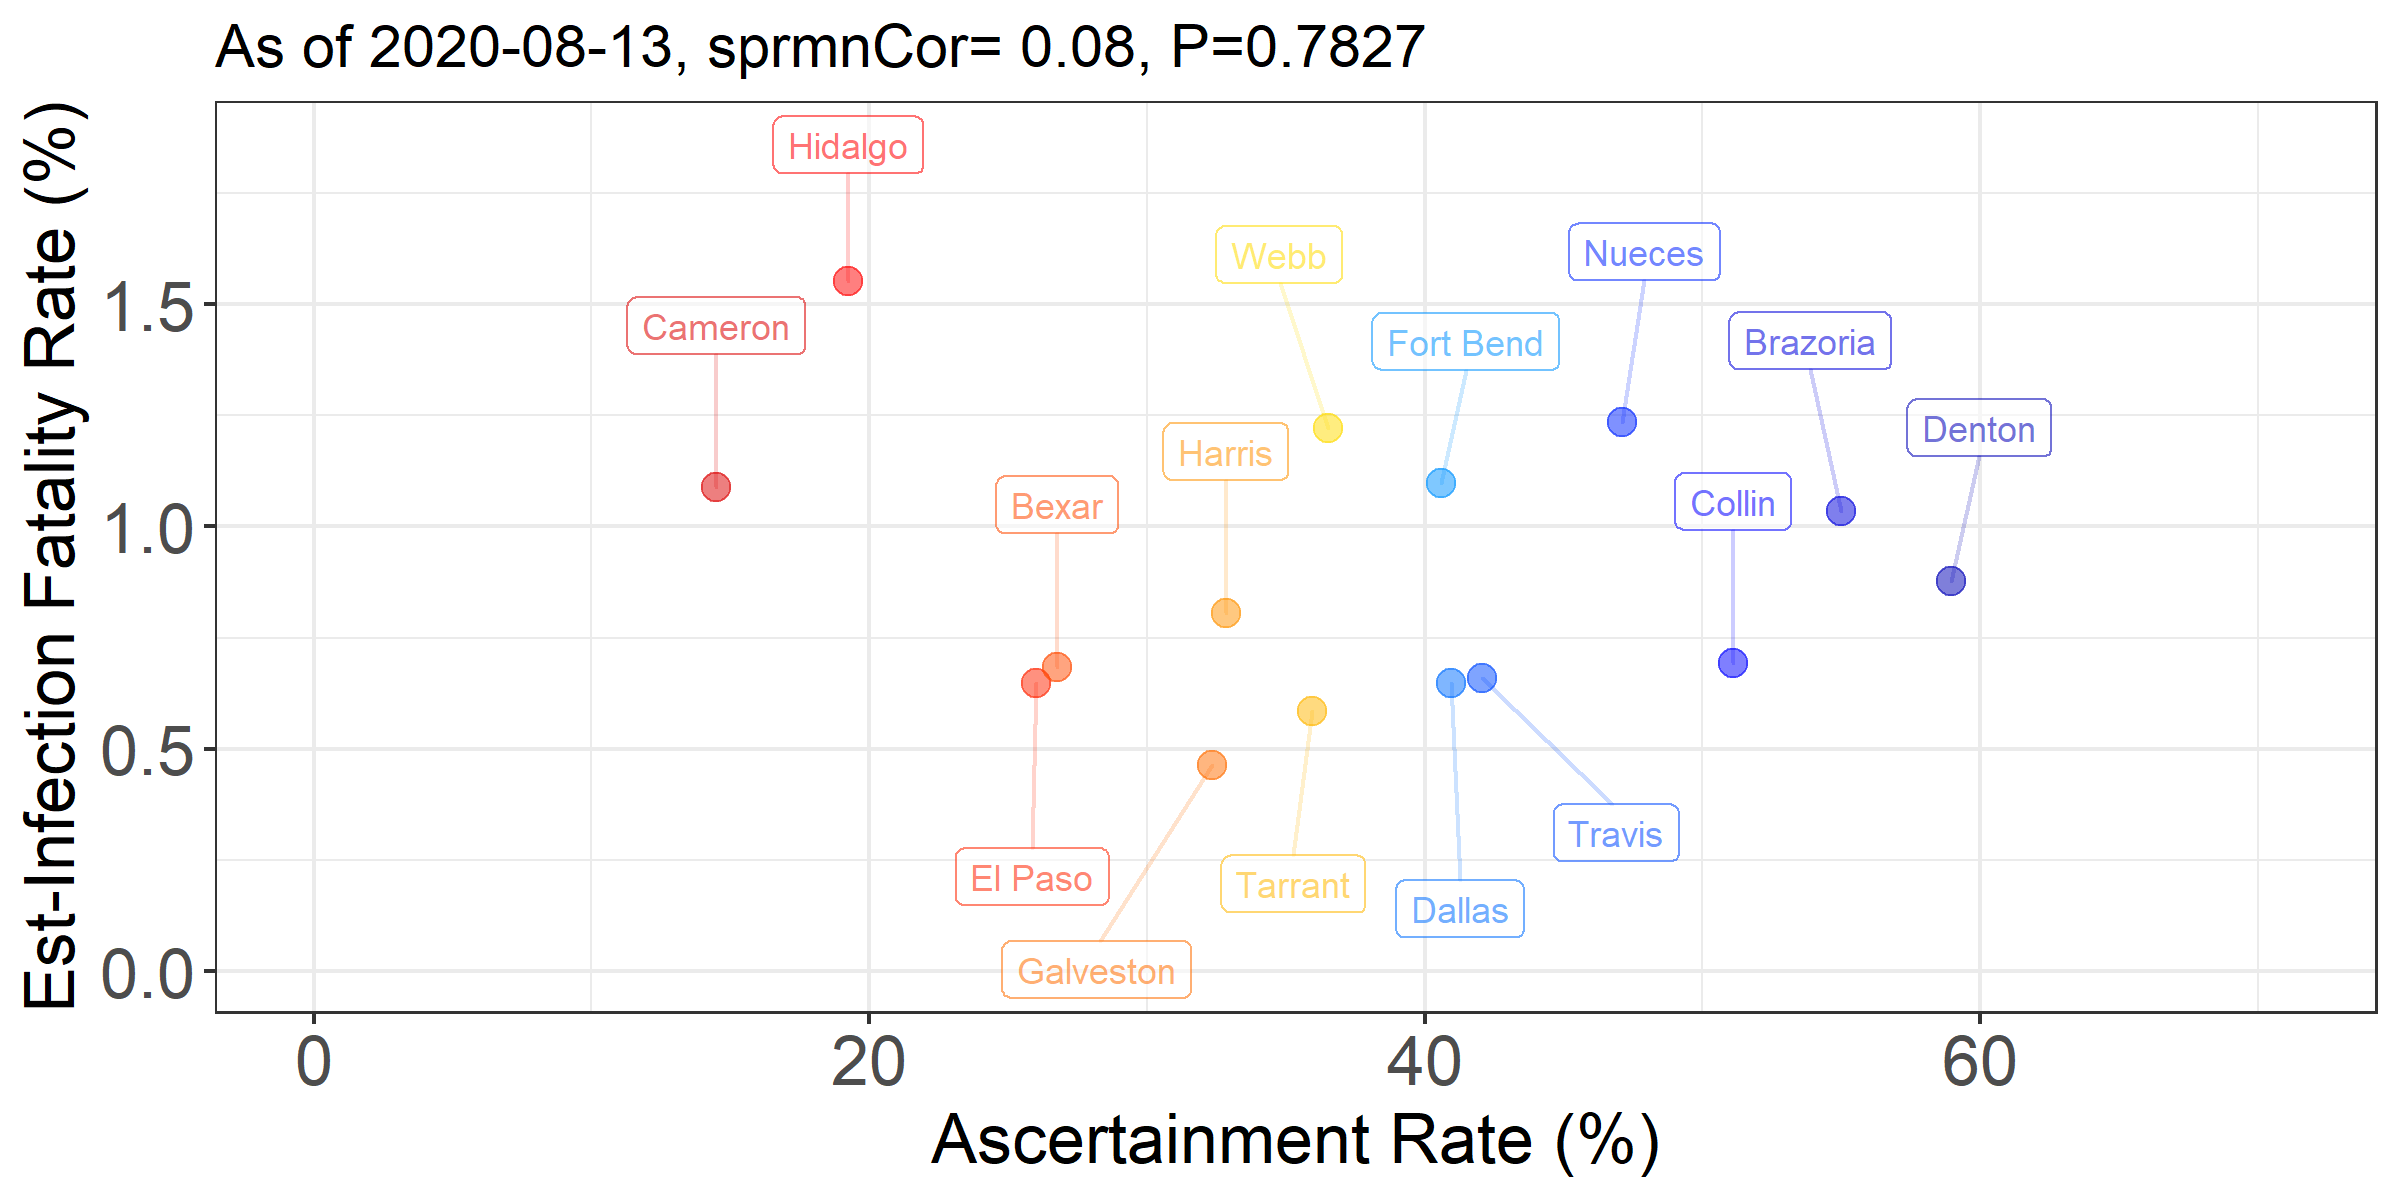 As of 2020-08-13, sprmnCor= 0.08, P=0.7827
Est-Infection Fatality Rate (%)
1.5
1.0
0.5
0.0
Hidalgo
Webb
Nueces
Cameron
Fort Bend
Brazoria
Harris
Denton
Bexar
Collin
Travis
El Paso
Tarrant
Dallas
Galveston
0
20
40
60
Ascertainment Rate (%)